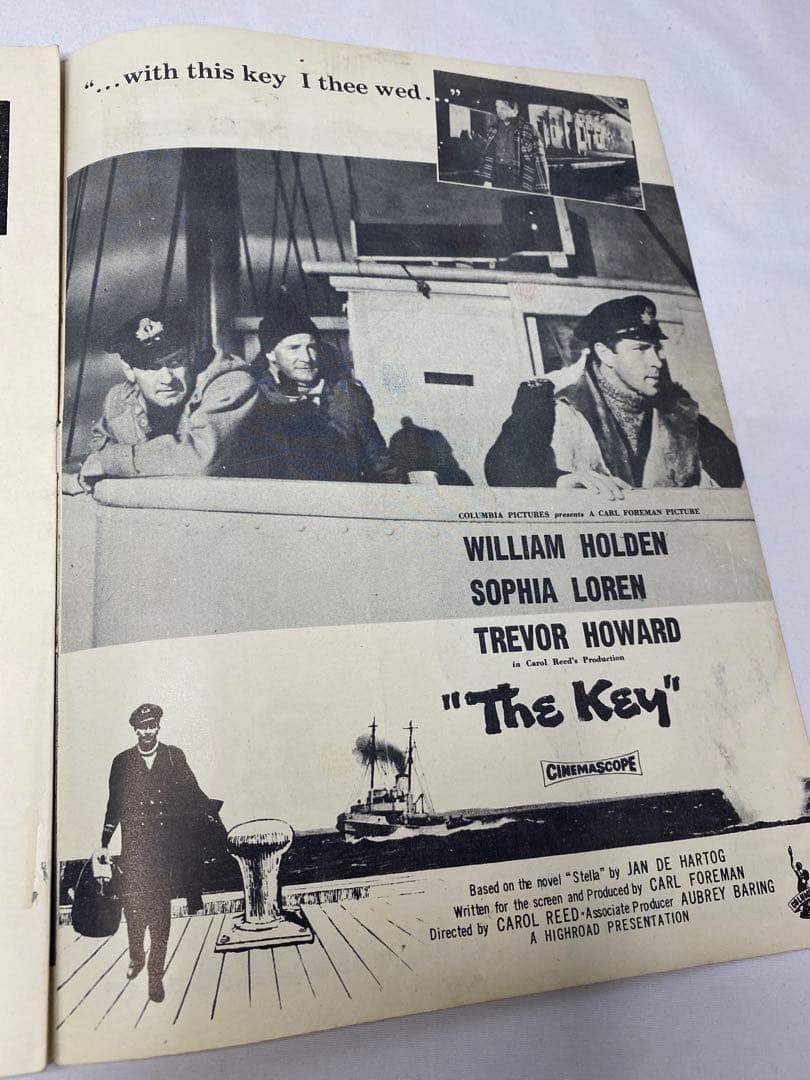 “...with this key I thee wed...”
COLUMBIA PICTURES presents A CARL FOREMAN PICTURE
WILLIAM HOLDEN
SOPHIA LOREN
TREVOR HOWARD
in Carol Reed's Production
"The Key"
CINEMASCOPE
Based on the novel "Stella" by JAN DE HARTOG
Written for the screen and Produced by CARL FOREMAN
Directed by CAROL REED · Associate Producer AUBREY BARING
A HIGHROAD PRESENTATION